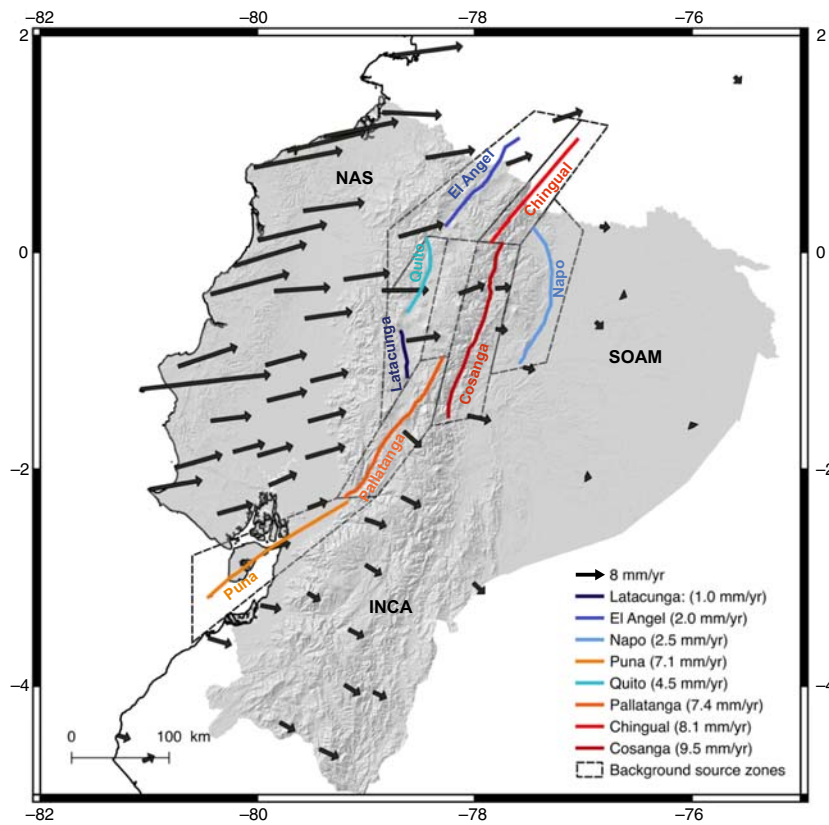 −82 −80 −78 −76
2 2
El Angel
Chingual
NAS
0 0
Quito
Napo
Latacunga
SOAM
Cosanga
Pallatanga
−2 −2
Puna
INCA
8 mm/yr
Latacunga: (1.0 mm/yr)
El Angel (2.0 mm/yr)
Napo (2.5 mm/yr)
Puna (7.1 mm/yr)
Quito (4.5 mm/yr)
Pallatanga (7.4 mm/yr)
Chingual (8.1 mm/yr)
Cosanga (9.5 mm/yr)
Background source zones
−4 −4
0 100 km
−82 −80 −78 −76